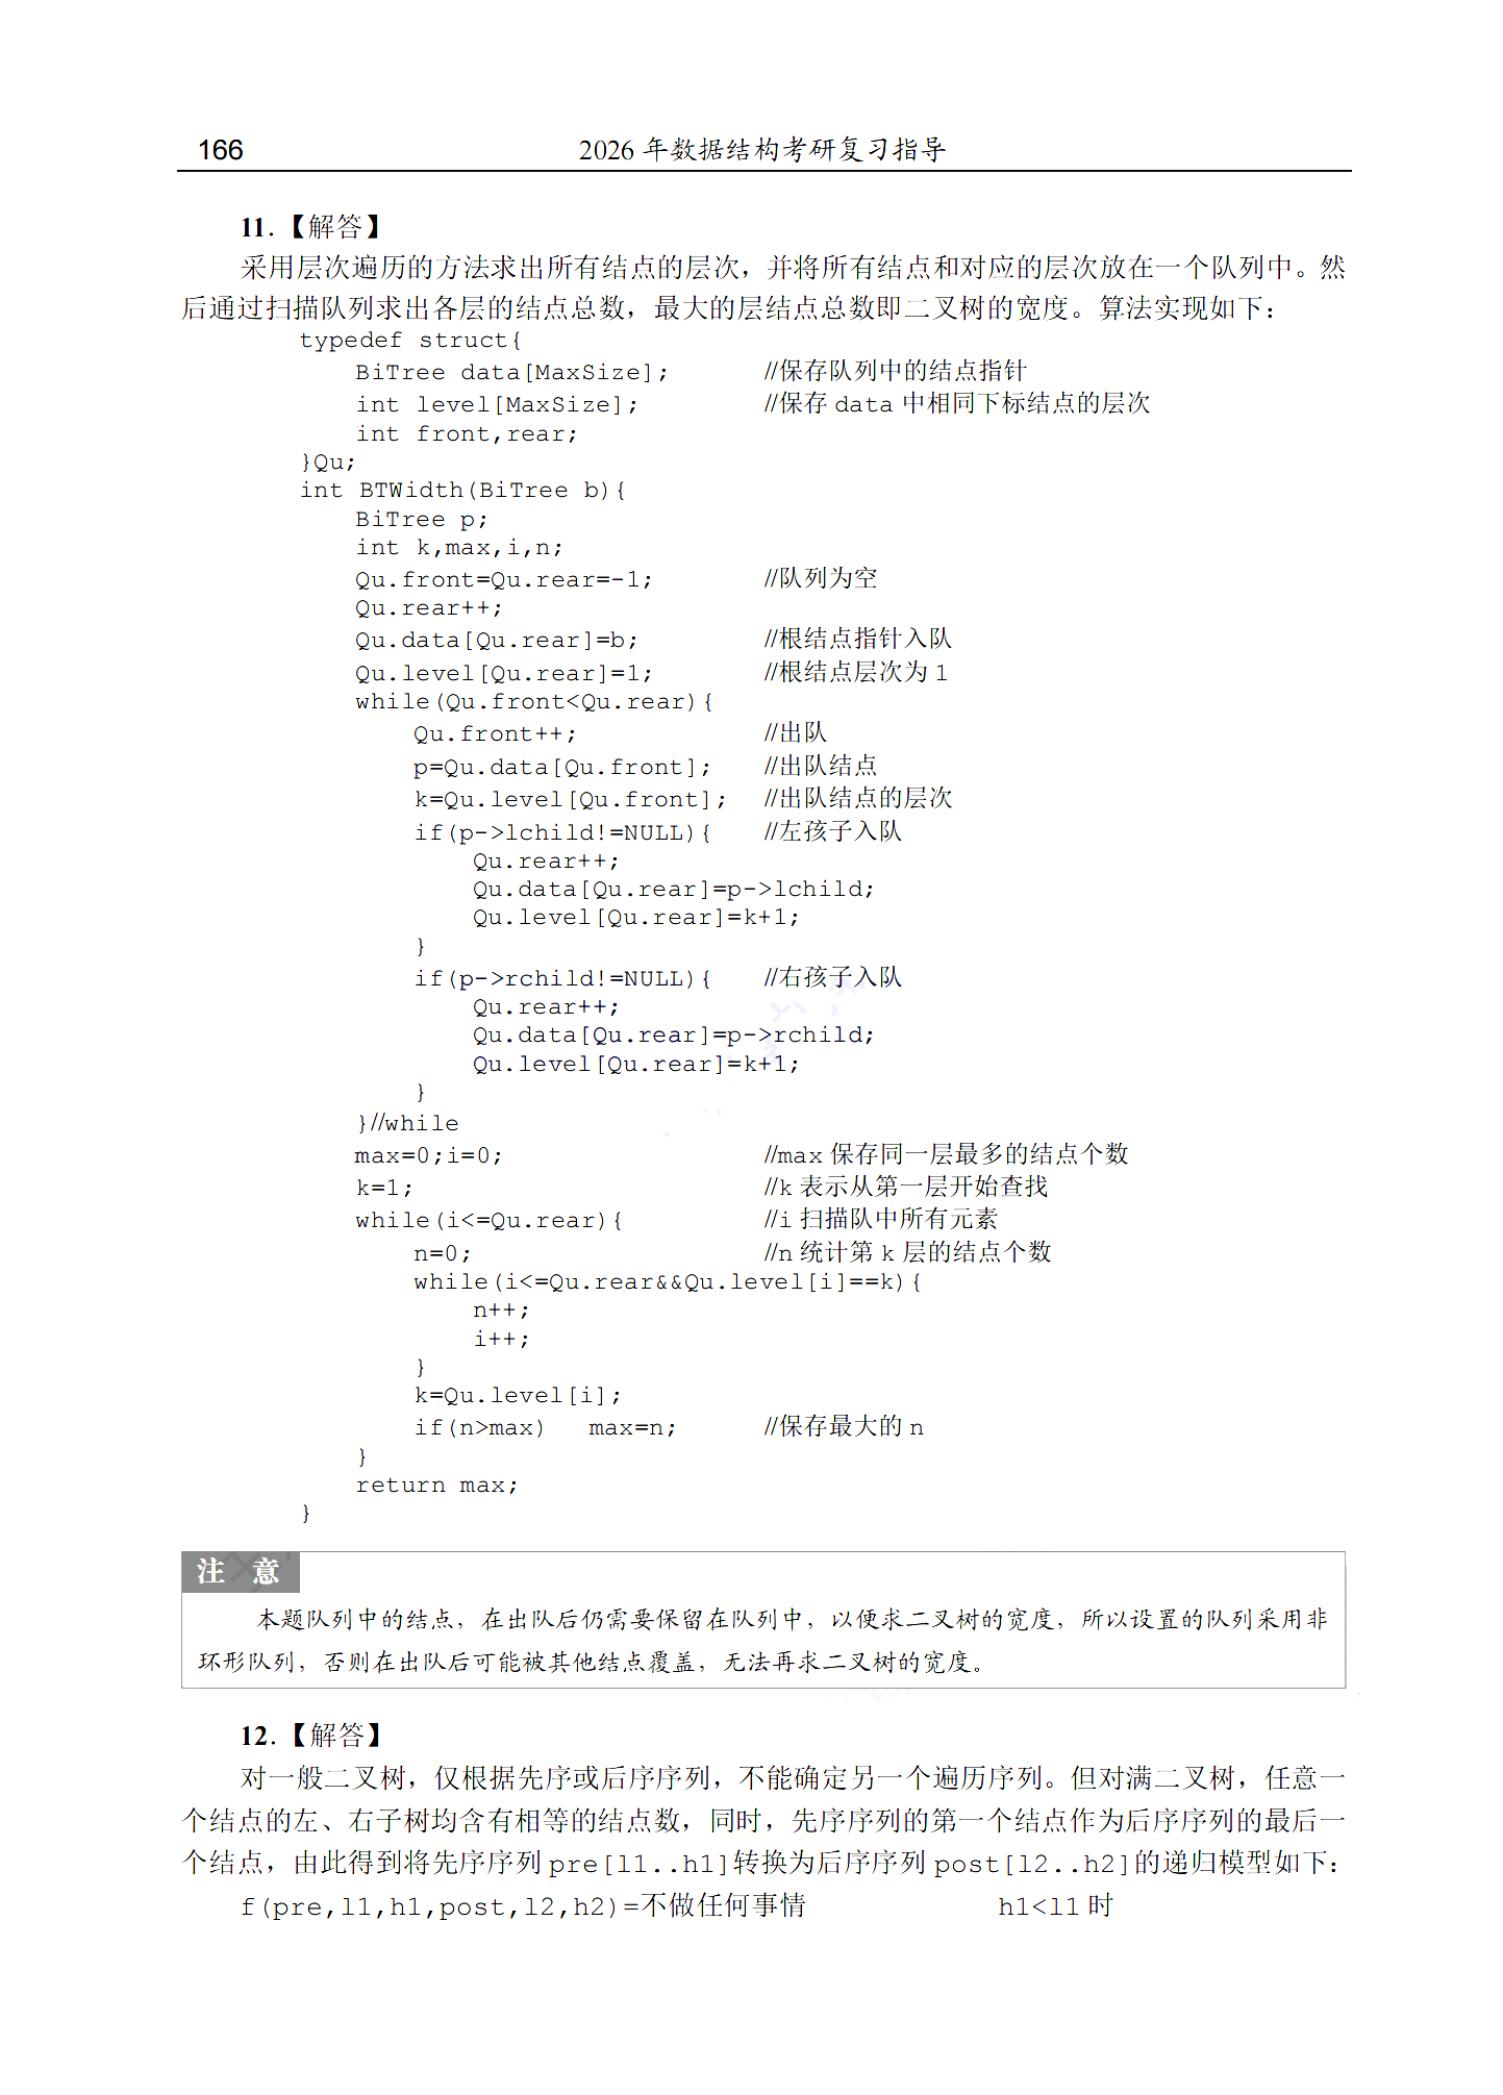 166 2026 年数据结构考研复习指导
11.【解答】
采用层次遍历的方法求出所有结点的层次，并将所有结点和对应的层次放在一个队列中。然
后通过扫描队列求出各层的结点总数，最大的层结点总数即二叉树的宽度。算法实现如下：
typedef struct{
BiTree data[MaxSize]; //保存队列中的结点指针
int level[MaxSize]; //保存 data 中相同下标结点的层次
int front,rear;
}Qu;
int BTWidth(BiTree b){
BiTree p;
int k,max,i,n;
Qu.front=Qu.rear=-1; //队列为空
Qu.rear++;
Qu.data[Qu.rear]=b; //根结点指针入队
Qu.level[Qu.rear]=1; //根结点层次为 1
while(Qu.front<Qu.rear){
Qu.front++; //出队
p=Qu.data[Qu.front]; //出队结点
k=Qu.level[Qu.front]; //出队结点的层次
if(p->lchild!=NULL){ //左孩子入队
Qu.rear++;
Qu.data[Qu.rear]=p->lchild;
Qu.level[Qu.rear]=k+1;
}
if(p->rchild!=NULL){ //右孩子入队
Qu.rear++;
Qu.data[Qu.rear]=p->rchild;
Qu.level[Qu.rear]=k+1;
}
}//while
max=0;i=0; //max 保存同一层最多的结点个数
k=1; //k 表示从第一层开始查找
while(i<=Qu.rear){ //i 扫描队中所有元素
n=0; //n 统计第 k 层的结点个数
while(i<=Qu.rear&&Qu.level[i]==k){
n++;
i++;
}
k=Qu.level[i];
if(n>max) max=n; //保存最大的 n
}
return max;
}
注 意
本题队列中的结点，在出队后仍需要保留在队列中，以便求二叉树的宽度，所以设置的队列采用非
环形队列，否则在出队后可能被其他结点覆盖，无法再求二叉树的宽度。
12.【解答】
对一般二叉树，仅根据先序或后序序列，不能确定另一个遍历序列。但对满二叉树，任意一
个结点的左、右子树均含有相等的结点数，同时，先序序列的第一个结点作为后序序列的最后一
个结点，由此得到将先序序列 pre[l1..h1]转换为后序序列 post[l2..h2]的递归模型如下：
f(pre,l1,h1,post,l2,h2)=不做任何事情 h1<l1 时